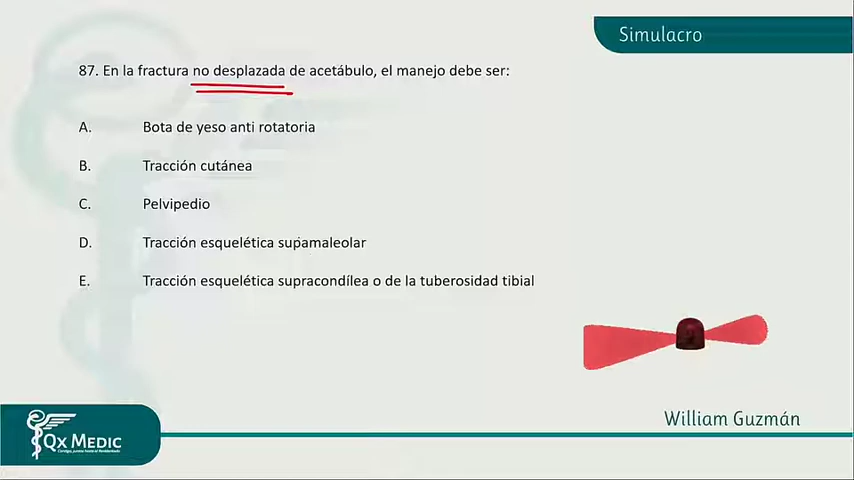 Simulacro
87. En la fractura no desplazada de acetábulo, el manejo debe ser:
A. Bota de yeso anti rotatoria
B. Tracción cutánea
C. Pelvipedio
D. Tracción esquelética supamaleolar
E. Tracción esquelética supracondílea o de la tuberosidad tibial
William Guzmán
QX MEDIC